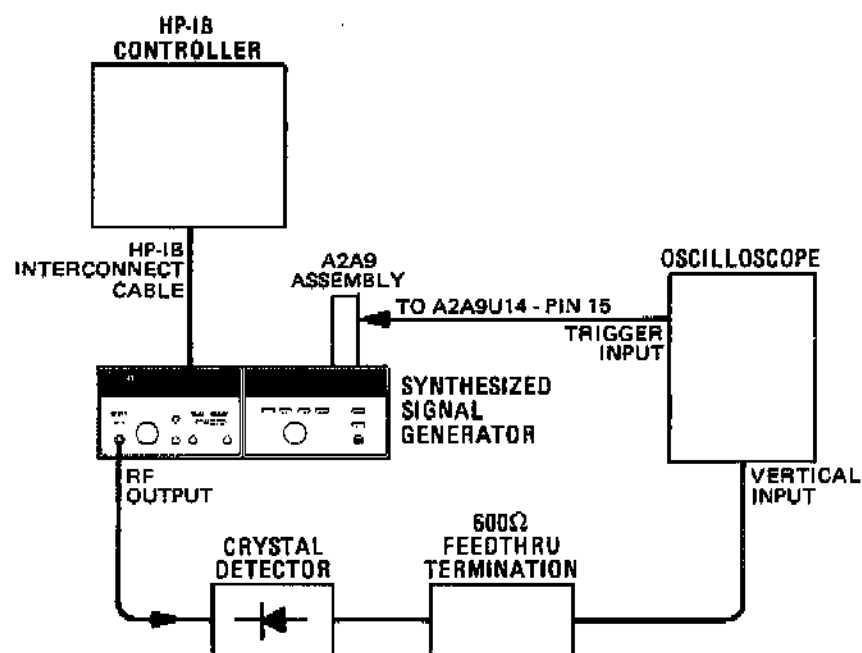 HP-IB
CONTROLLER
HP-IB
INTERCONNECT
CABLE
A2A9
ASSEMBLY
OSCILLOSCOPE
TO A2A9U14 - PIN 15
TRIGGER
INPUT
SYNTHESIZED
SIGNAL
GENERATOR
RF
OUTPUT
VERTICAL
INPUT
CRYSTAL
DETECTOR
600Ω
FEEDTHRU
TERMINATION